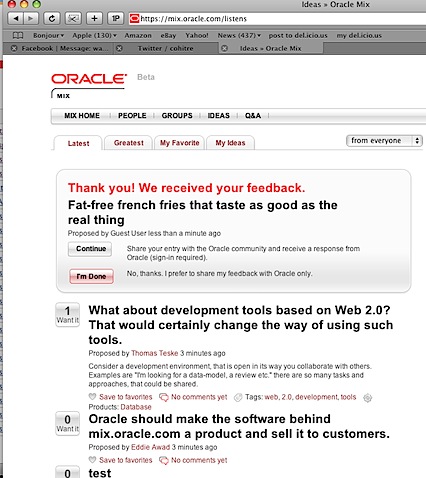 Ideas » Oracle Mix
https://mix.oracle.com/listens
Bonjour Apple (130) Amazon eBay Yahoo! News (437) post to del.icio.us my del.icio.us
Facebook | Message: wa... Twitter / cohitre Ideas » Oracle Mix
ORACLE Beta
MIX
MIX HOME PEOPLE GROUPS IDEAS Q&A
Latest Greatest My Favorite My Ideas from everyone
Thank you! We received your feedback.
Fat-free french fries that taste as good as the
real thing
Proposed by Guest User less than a minute ago
Continue Share your entry with the Oracle community and receive a response from
Oracle (sign-in required).
I'm Done No, thanks. I prefer to share my feedback with Oracle only.
1 What about development tools based on Web 2.0?
Want it That would certainly change the way of using such
tools.
Proposed by Thomas Teske 3 minutes ago
Consider a development environment, that is open in its way you collaborate with others.
Examples are "I'm looking for a data-model, a review etc." there are so many tasks and
approaches, that could be shared.
Save to favorites No comments yet Tags: web, 2.0, development, tools
Products: Database
0 Oracle should make the software behind
Want it mix.oracle.com a product and sell it to customers.
Proposed by Eddie Awad 3 minutes ago
Save to favorites No comments yet
0 test